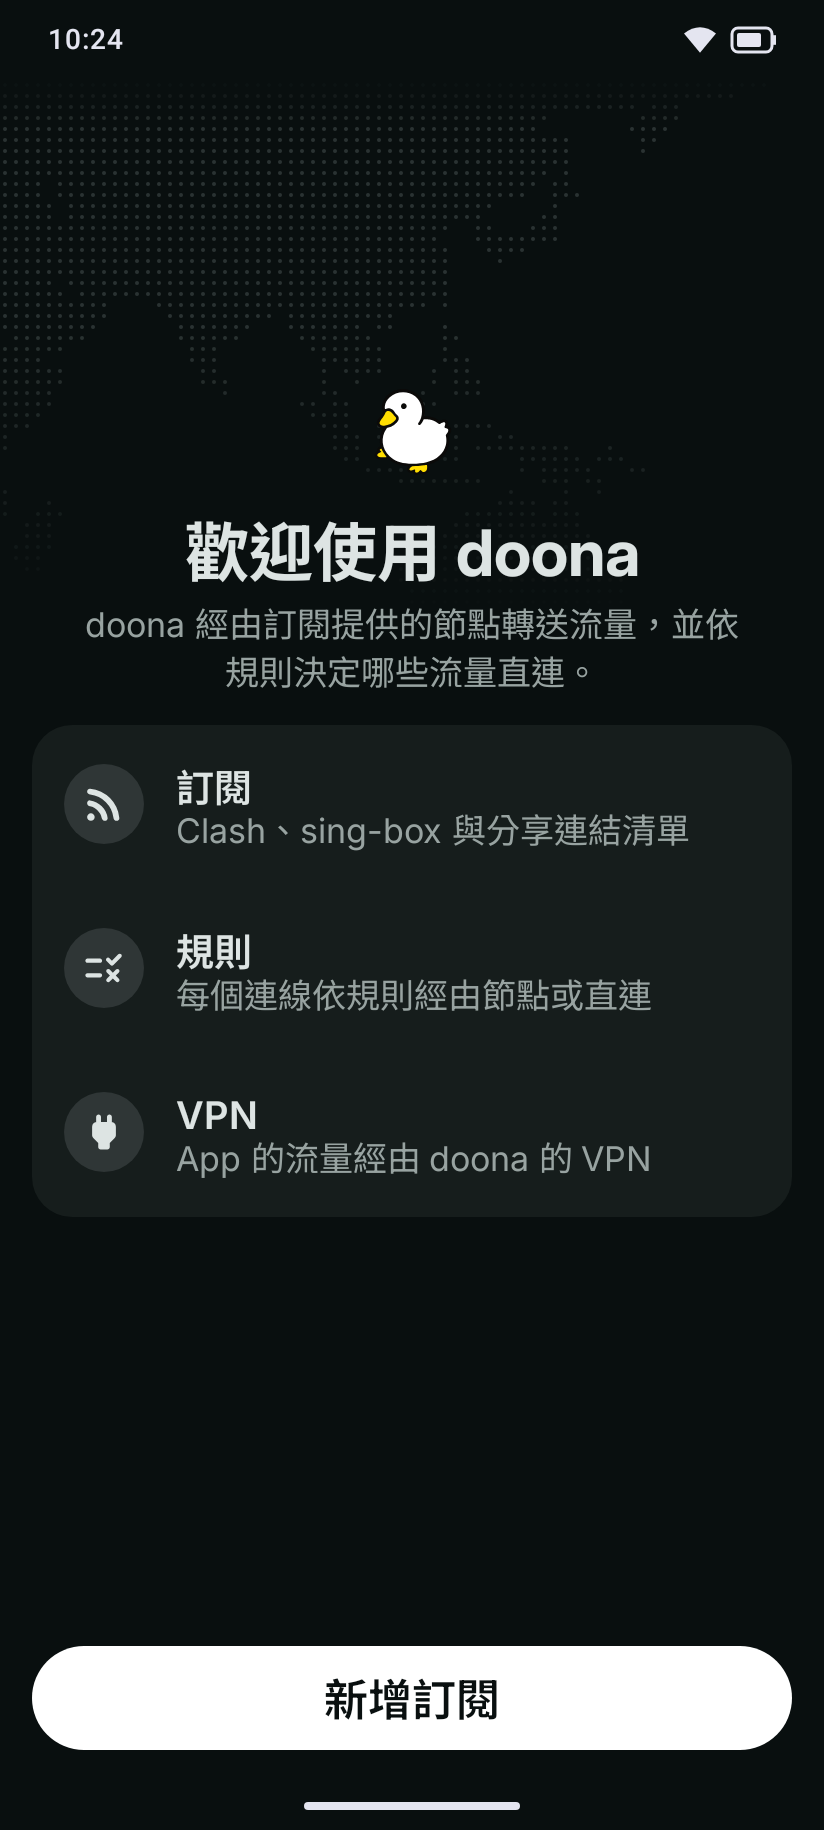 10:24
歡迎使用 doona
doona 經由訂閱提供的節點轉送流量，並依
規則決定哪些流量直連。
訂閱
Clash、sing-box 與分享連結清單
規則
每個連線依規則經由節點或直連
VPN
App 的流量經由 doona 的 VPN
新增訂閱